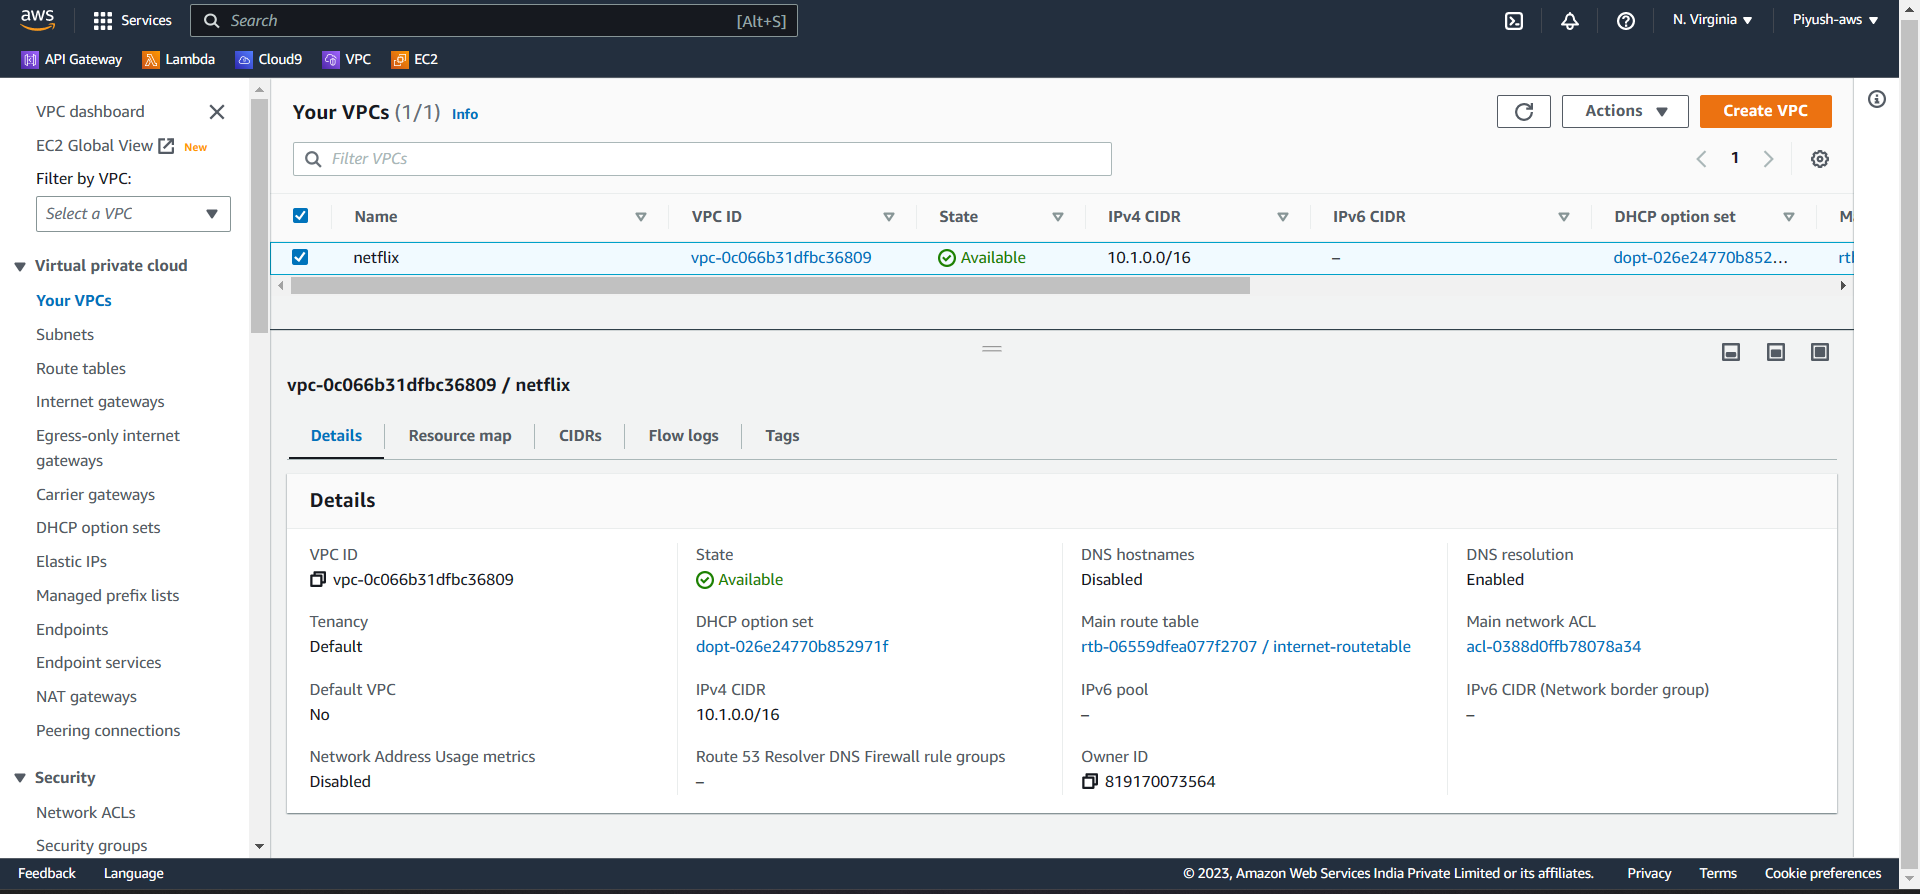 aws Services Search [Alt+S] N. Virginia Piyush-aws
API Gateway Lambda Cloud9 VPC EC2
VPC dashboard
EC2 Global View New
Filter by VPC:
Select a VPC
Virtual private cloud
Your VPCs
Subnets
Route tables
Internet gateways
Egress-only internet
gateways
Carrier gateways
DHCP option sets
Elastic IPs
Managed prefix lists
Endpoints
Endpoint services
NAT gateways
Peering connections
Security
Network ACLs
Security groups
Your VPCs (1/1) Info
Actions Create VPC
Filter VPCs
1
Name VPC ID State IPv4 CIDR IPv6 CIDR DHCP option set M
netflix vpc-0c066b31dfbc36809 Available 10.1.0.0/16 – dopt-026e24770b852... rtl
vpc-0c066b31dfbc36809 / netflix
Details Resource map CIDRs Flow logs Tags
Details
VPC ID State DNS hostnames DNS resolution
vpc-0c066b31dfbc36809 Available Disabled Enabled
Tenancy DHCP option set Main route table Main network ACL
Default dopt-026e24770b852971f rtb-06559dfea077f2707 / internet-routetable acl-0388d0ffb78078a34
Default VPC IPv4 CIDR IPv6 pool IPv6 CIDR (Network border group)
No 10.1.0.0/16 – –
Network Address Usage metrics Route 53 Resolver DNS Firewall rule groups Owner ID
Disabled – 819170073564
Feedback Language © 2023, Amazon Web Services India Private Limited or its affiliates. Privacy Terms Cookie preferences